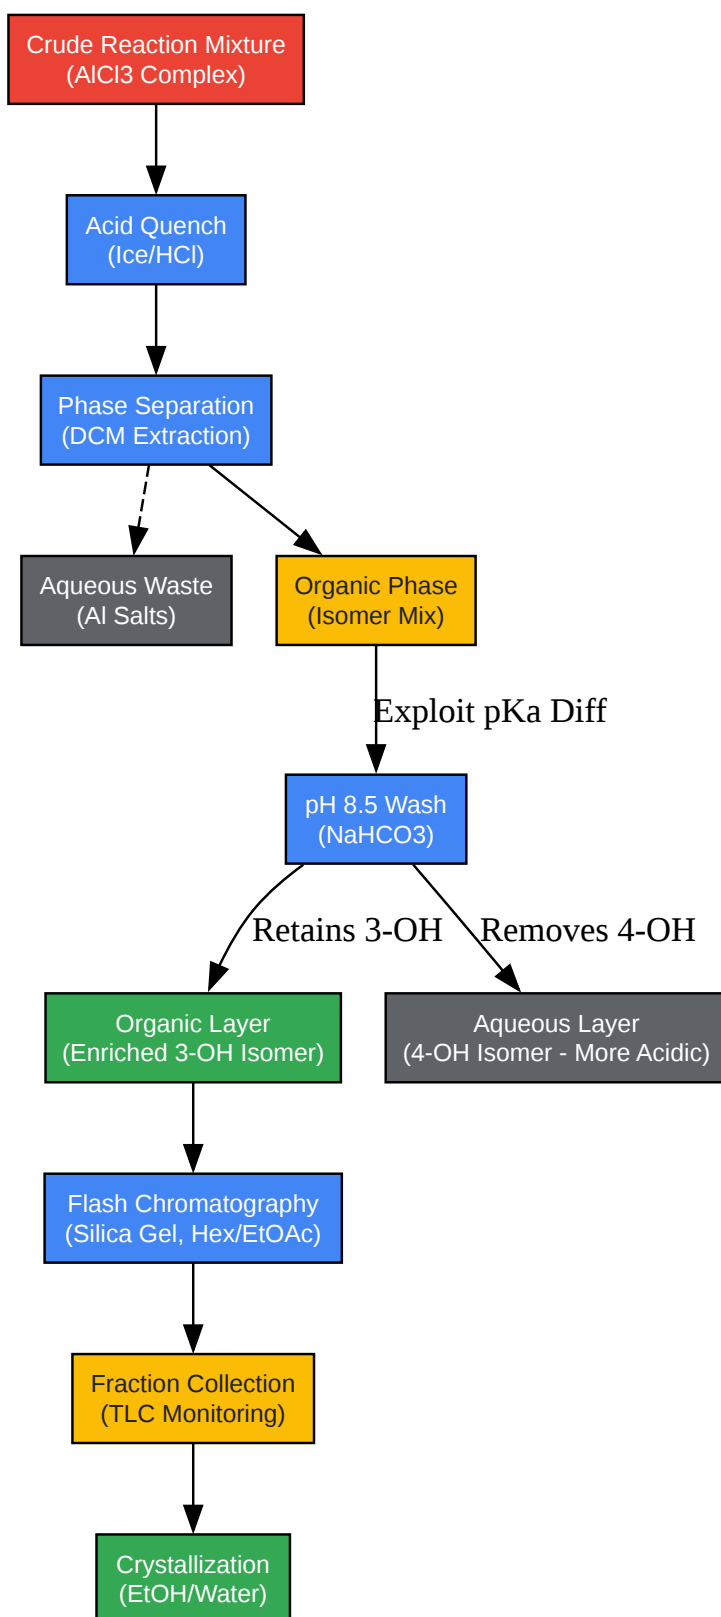 Crude Reaction Mixture
(AlCl3 Complex)
Acid Quench
(Ice/HCl)
Phase Separation
(DCM Extraction)
Aqueous Waste
(Al Salts)
Organic Phase
(Isomer Mix)
Exploit pKa Diff
pH 8.5 Wash
(NaHCO3)
Retains 3-OH
Removes 4-OH
Organic Layer
(Enriched 3-OH Isomer)
Aqueous Layer
(4-OH Isomer - More Acidic)
Flash Chromatography
(Silica Gel, Hex/EtOAc)
Fraction Collection
(TLC Monitoring)
Crystallization
(EtOH/Water)